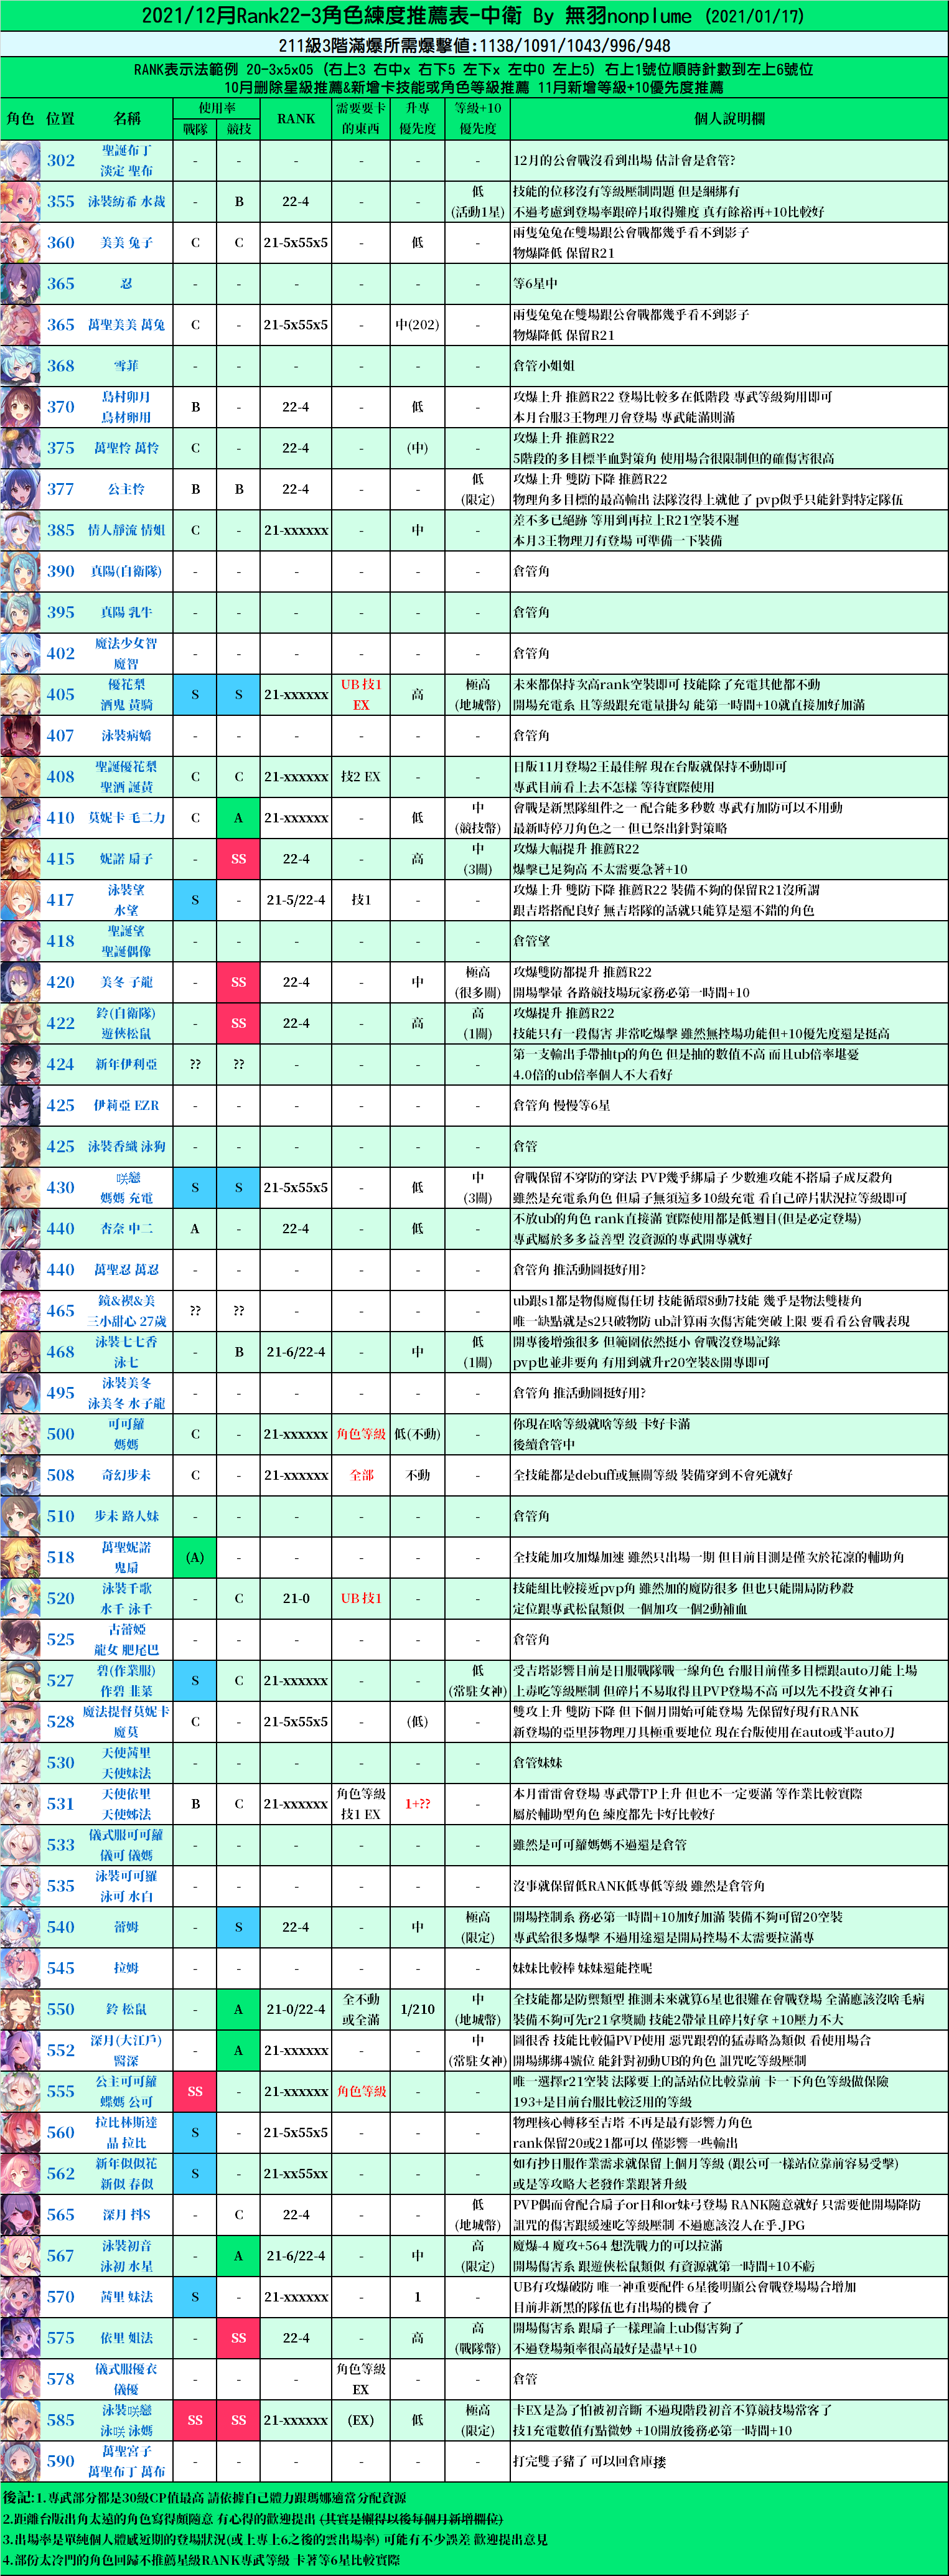 2021/12月Rank22-3角色練度推薦表-中衛 By 無羽nonplume (2021/01/17)
211級3階滿爆所需爆擊值:1138/1091/1043/996/948
RANK表示法範例 20-3x5x05 (右上3 右中x 右下5 左下x 左中0 左上5) 右上1號位順時針數到左上6號位
10月刪除星級推薦&新增卡技能或角色等級推薦 11月新增等級+10優先度推薦
角色 位置 名稱 使用率 戰隊 競技 RANK 需要要卡的東西 升專優先度 等級+10優先度 個人說明欄
302 聖誕布丁 淡定 聖布 - - - - - - 12月的公會戰沒看到出場 估計會是倉管?
355 泳裝紡希 水裁 - B 22-4 - - 低(活動1星) 技能的位移沒有等級壓制問題 但是綑綁有
不過考慮到登場率跟碎片取得難度 真有餘裕再+10比較好
360 美美 兔子 C C 21-5x55x5 - 低 - 兩隻兔兔在雙場跟公會戰都幾乎看不到影子
物爆降低 保留R21
365 忍 - - - - - - 等6星中
365 萬聖美美 萬兔 C - 21-5x55x5 - 中(202) - 兩隻兔兔在雙場跟公會戰都幾乎看不到影子
物爆降低 保留R21
368 雪菲 - - - - - - 倉管小姐姐
370 島村卯月 島材卵用 B - 22-4 - 低 - 攻爆上升 推薦R22 登場比較多在低階段 專武等級夠用即可
本月台服3王物理刀會登場 專武能滿則滿
375 萬聖怜 萬怜 C - 22-4 - (中) - 攻爆上升 推薦R22
5階段的多目標半血對策角 使用場合很限制但的確傷害很高
377 公主怜 B B 22-4 - - 低(限定) 攻爆上升 雙防下降 推薦R22
物理角多目標的最高輸出 法隊沒得上就他了 pvp似乎只能針對特定隊伍
385 情人靜流 情姐 C - 21-xxxxxx - 中 - 差不多已絕跡 等用到再拉上R21空裝不遲
本月3王物理刀有登場 可準備一下裝備
390 真陽(自衛隊) - - - - - - 倉管角
395 真陽 乳牛 - - - - - - 倉管角
402 魔法少女智 魔智 - - - - - - 倉管角
405 優花梨 酒鬼 黃騎 S S 21-xxxxxx UB 技1 EX 高 極高(地城幣) 未來都保持次高rank空裝即可 技能除了充電其他都不動
開場充電系 且等級跟充電量掛勾 能第一時間+10就直接加好加滿
407 泳裝病嬌 - - - - - - 倉管角
408 聖誕優花梨 聖酒 誕黃 C C 21-xxxxxx 技2 EX - - 日版11月登場2王最佳解 現在台版就保持不動即可
專武目前看上去不怎樣 等待實際使用
410 莫妮卡 毛二力 C A 21-xxxxxx - 低 中(競技幣) 會戰是新黑隊組件之一 配合能多秒數 專武有加防可以不用動
最新時停刀角色之一 但已祭出針對策略
415 妮諾 扇子 - SS 22-4 - 高 中(3關) 攻爆大幅提升 推薦R22
爆擊已足夠高 不太需要急著+10
417 泳裝望 水望 S - 21-5/22-4 技1 - - 攻爆上升 雙防下降 推薦R22 裝備不夠的保留R21沒所謂
跟吉塔搭配良好 無吉塔隊的話就只能算是還不錯的角色
418 聖誕望 聖誕偶像 - - - - - - 倉管望
420 美冬 子龍 - SS 22-4 - 中 極高(很多關) 攻爆雙防都提升 推薦R22
開場擊暈 各路競技場玩家務必第一時間+10
422 鈴(自衛隊) 遊俠松鼠 - SS 22-4 - 高 高(1關) 攻爆提升 推薦R22
技能只有一段傷害 非常吃爆擊 雖然無控場功能但+10優先度還是挺高
424 新年伊利亞 ?? ?? - - - - 第一支輸出手帶抽tp的角色 但是抽的數值不高 而且ub倍率堪憂
4.0倍的ub倍率個人不大看好
425 伊莉亞 EZR - - - - - - 倉管角 慢慢等6星
425 泳裝香織 泳狗 - - - - - - 倉管
430 咲戀 媽媽 充電 S S 21-5x55x5 - 低 中(3關) 會戰保留不穿防的穿法 PVP幾乎綁扇子 少數進攻能不搭扇子成反殺角
雖然是充電系角色 但扇子無須這多10級充電 看自己碎片狀況拉等級即可
440 杏奈 中二 A - 22-4 - 低 - 不放ub的角色 rank直接滿 實際使用都是低週目(但是必定登場)
專武屬於多多益善型 沒資源的專武開專就好
440 萬聖忍 萬忍 - - - - - - 倉管角 推活動圖挺好用?
465 鏡&禊&美 三小甜心 27歲 ?? ?? - - - - ub跟s1都是物傷魔傷任切 技能循環8動7技能 幾乎是物法雙棲角
唯一缺點就是s2只破物防 ub計算兩次傷害能突破上限 要看看公會戰表現
468 泳裝七七香 泳七 - B 21-6/22-4 - 中 低(1關) 開專後增強很多 但範圍依然挺小 會戰沒登場記錄
pvp也並非要角 有用到就升r20空裝&開專即可
495 泳裝美冬 泳美冬 水子龍 - - - - - - 倉管角 推活動圖挺好用?
500 可可蘿 媽媽 C - 21-xxxxxx 角色等級 低(不動) - 你現在啥等級就啥等級 卡好卡滿
後續倉管中
508 奇幻步未 C - 21-xxxxxx 全部 不動 - 全技能都是debuff或無關等級 裝備穿到不會死就好
510 步未 路人妹 - - - - - - 倉管角
518 萬聖妮諾 鬼扇 (A) - - - - - 全技能加攻加爆加速 雖然只出場一期 但目前目測是僅次於花凜的輔助角
520 泳裝千歌 水千 泳千 - C 21-0 UB 技1 - - 技能組比較接近pvp角 雖然加的魔防很多 但也只能開局防秒殺
定位跟專武松鼠類似 一個加攻一個2動補血
525 古蕾婭 龍女 肥尾巴 - - - - - - 倉管角
527 碧(作業服) 作碧 韭菜 S C 21-xxxxxx - - 低(常駐女神) 受吉塔影響目前是日服戰隊戰一線角色 台服目前僅多目標跟auto刀能上場
上毒吃等級壓制 但碎片不易取得且PVP登場不高 可以先不投資女神石
528 魔法提督莫妮卡 魔莫 C - 21-5x55x5 - (低) - 雙攻上升 雙防下降 但下個月開始可能登場 先保留好現有RANK
新登場的亞里莎物理刀具極重要地位 現在台版使用在auto或半auto刀
530 天使茜里 天使妹法 - - - - - - 倉管妹妹
531 天使依里 天使姊法 B C 21-xxxxxx 角色等級 技1 EX 1+?? - 本月雷雷會登場 專武帶TP上升 但也不一定要滿 等作業比較實際
屬於輔助型角色 練度都先卡好比較好
533 儀式服可可蘿 儀可 儀媽 - - - - - - 雖然是可可蘿媽媽不過還是倉管
535 泳裝可可羅 泳可 水白 - - - - - - 沒事就保留低RANK低專低等級 雖然是倉管角
540 蕾姆 - S 22-4 - 中 極高(限定) 開場控制系 務必第一時間+10加好加滿 裝備不夠可留20空裝
專武給很多爆擊 不過用途還是開局控場不太需要拉滿專
545 拉姆 - - - - - - 妹妹比較棒 妹妹還能控呢
550 鈴 松鼠 - A 21-0/22-4 全不動或全滿 1/210 中(地城幣) 全技能都是防禦類型 推測未來就算6星也很難在會戰登場 全滿應該沒啥毛病
裝備不夠可先r21拿獎勵 技能2帶暈且碎片好拿 +10壓力不大
552 深月(大江戶) 醫深 - A 21-xxxxxx - - 中(常駐女神) 圖很香 技能比較偏PVP使用 惡咒跟碧的猛毒略為類似 看使用場合
開場綁綁4號位 能針對初動UB的角色 詛咒吃等級壓制
555 公主可可蘿 蝶媽 公可 SS - 21-xxxxxx 角色等級 - - 唯一選擇r21空裝 法隊要上的話站位比較靠前 卡一下角色等級做保險
193+是目前台服比較泛用的等級
560 拉比林斯達 晶 拉比 S - 21-5x55x5 - - - 物理核心轉移至吉塔 不再是最有影響力角色
rank保留20或21都可以 僅影響一些輸出
562 新年似似花 新似 春似 S - 21-xx55xx - - - 如有抄日服作業需求就保留上個月等級 (跟公可一樣站位靠前容易受擊)
或是等攻略大老發作業跟著升級
565 深月 抖S - C 22-4 - - 低(地城幣) PVP偶而會配合扇子or日和or妹弓登場 RANK隨意就好 只需要他開場降防
詛咒的傷害跟緩速吃等級壓制 不過應該沒人在乎.JPG
567 泳裝初音 泳初 水星 - A 21-6/22-4 - 中 高(限定) 魔爆-4 魔攻+564 想洗戰力的可以拉滿
開場傷害系 跟遊俠松鼠類似 有資源就第一時間+10不虧
570 茜里 妹法 S - 21-xxxxxx - 1 - UB有攻爆破防 唯一神重要配件 6星後明顯公會戰登場場合增加
目前非新黑的隊伍也有出場的機會了
575 依里 姐法 - SS 22-4 - 高 高(戰隊幣) 開場傷害系 跟扇子一樣理論上ub傷害夠了
不過登場頻率很高最好是盡早+10
578 儀式服優衣 儀優 - - - 角色等級 EX - - 倉管
585 泳裝咲戀 泳咲 泳媽 SS SS 21-xxxxxx (EX) 低 極高(限定) 卡EX是為了怕被初音斷 不過現階段初音不算競技場常客了
技1充電數值有點微妙 +10開放後務必第一時間+10
590 萬聖宮子 萬聖布丁 萬布 - - - - - - 打完雙子豬了 可以回倉庫摟
後記:1.專武部分都是30級CP值最高 請依據自己體力跟瑪娜適當分配資源
2.距離台版出角太遠的角色寫得頗隨意 有心得的歡迎提出 (其實是懶得以後每個月新增欄位)
3.出場率是單純個人體感近期的登場狀況(或上專上6之後的雲出場率) 可能有不少誤差 歡迎提出意見
4.部份太冷門的角色回歸不推薦星級RANK專武等級 卡著等6星比較實際